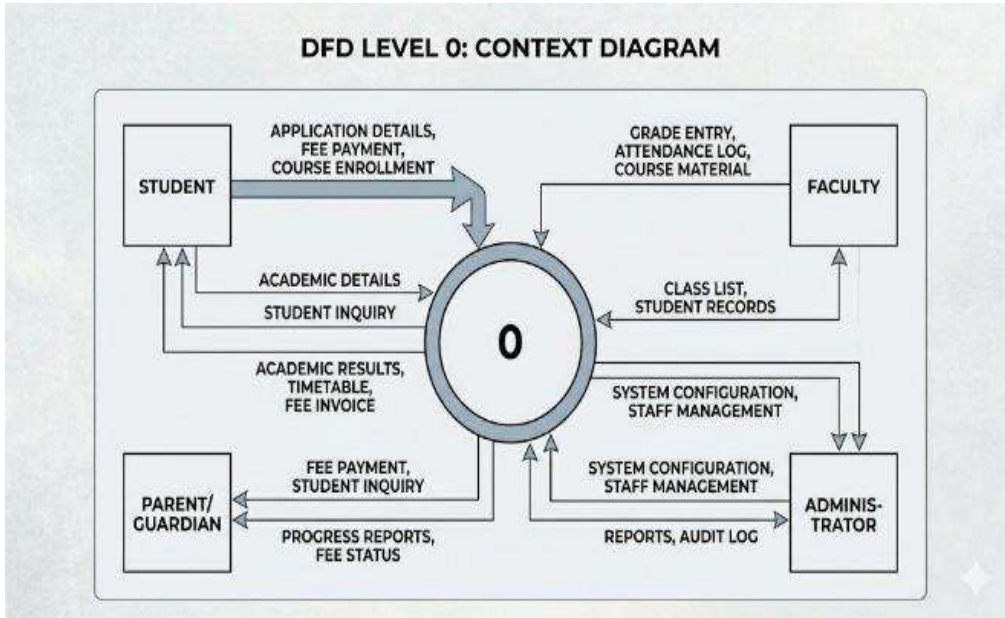 DFD LEVEL 0: CONTEXT DIAGRAM
STUDENT
APPLICATION DETAILS,
FEE PAYMENT,
COURSE ENROLLMENT
GRADE ENTRY,
ATTENDANCE LOG,
COURSE MATERIAL
FACULTY
ACADEMIC DETAILS
STUDENT INQUIRY
ACADEMIC RESULTS,
TIMETABLE,
FEE INVOICE
0
CLASS LIST,
STUDENT RECORDS
SYSTEM CONFIGURATION,
STAFF MANAGEMENT
PARENT/
GUARDIAN
FEE PAYMENT,
STUDENT INQUIRY
PROGRESS REPORTS,
FEE STATUS
SYSTEM CONFIGURATION,
STAFF MANAGEMENT
REPORTS, AUDIT LOG
ADMINIS-
TRATOR